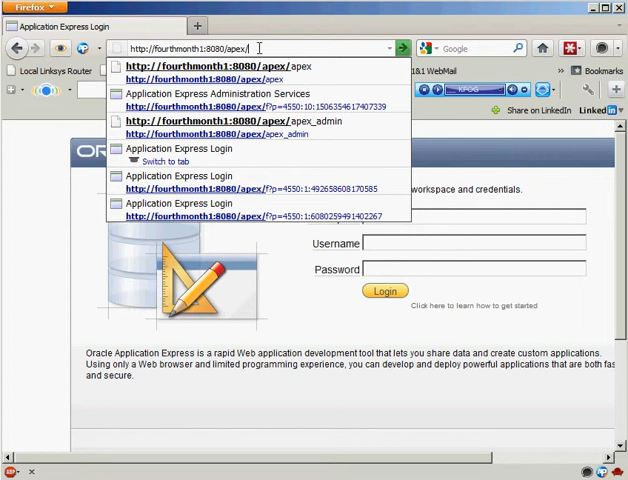 Firefox
Application Express Login
http://fourthmonth1:8080/apex/
Google
Local Linksys Router
1&1 WebMail
KFOG
Bookmarks
Share on LinkedIn
Linked in
http://fourthmonth1:8080/apex/apex
http://fourthmonth1:8080/apex/apex
Application Express Administration Services
http://fourthmonth1:8080/apex/f?p=4550:10:1506354617407339
http://fourthmonth1:8080/apex/apex_admin
http://fourthmonth1:8080/apex/apex_admin
Application Express Login
Switch to tab
Application Express Login
http://fourthmonth1:8080/apex/f?p=4550:1:492658608170585
Application Express Login
http://fourthmonth1:8080/apex/f?p=4550:1:6080259491402267
workspace and credentials.
Username
Password
Login
Click here to learn how to get started
Oracle Application Express is a rapid Web application development tool that lets you share data and create custom applications.
Using only a Web browser and limited programming experience, you can develop and deploy powerful applications that are both fas
and secure.